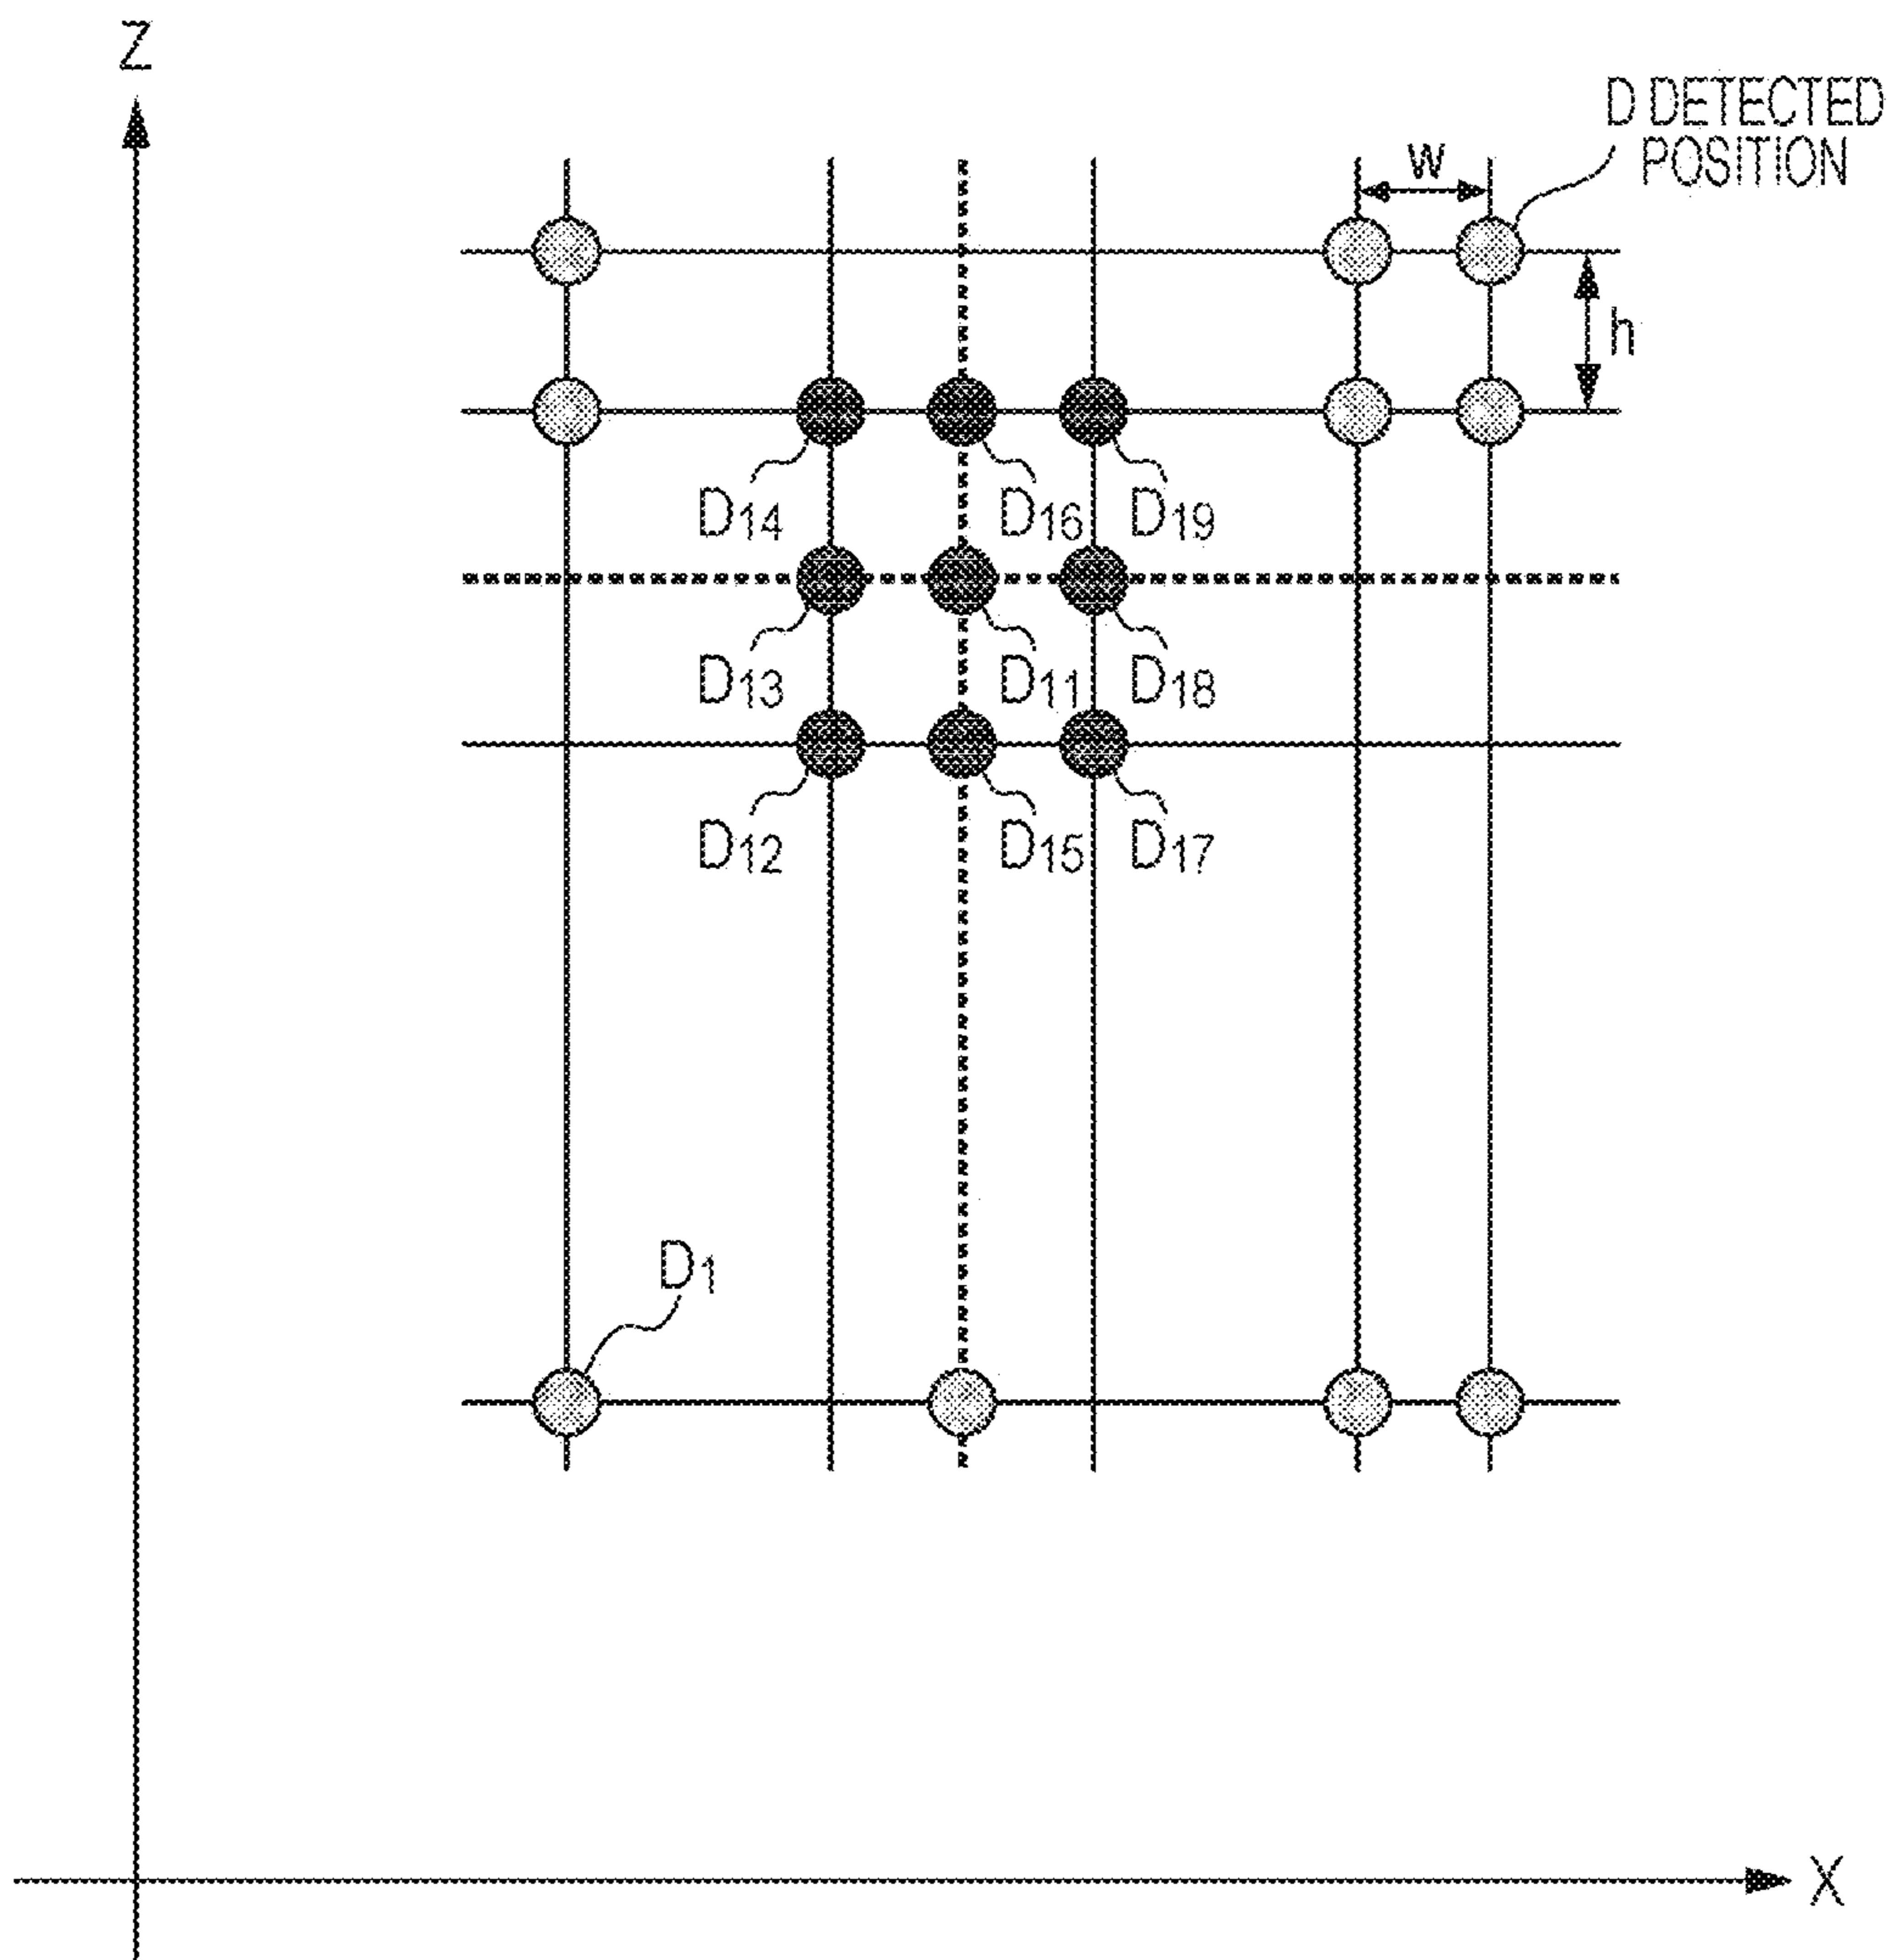 Z
D DETECTED
POSITION
w
h
D14 D16 D19
D13 D11 D18
D12 D15 D17
D1
X